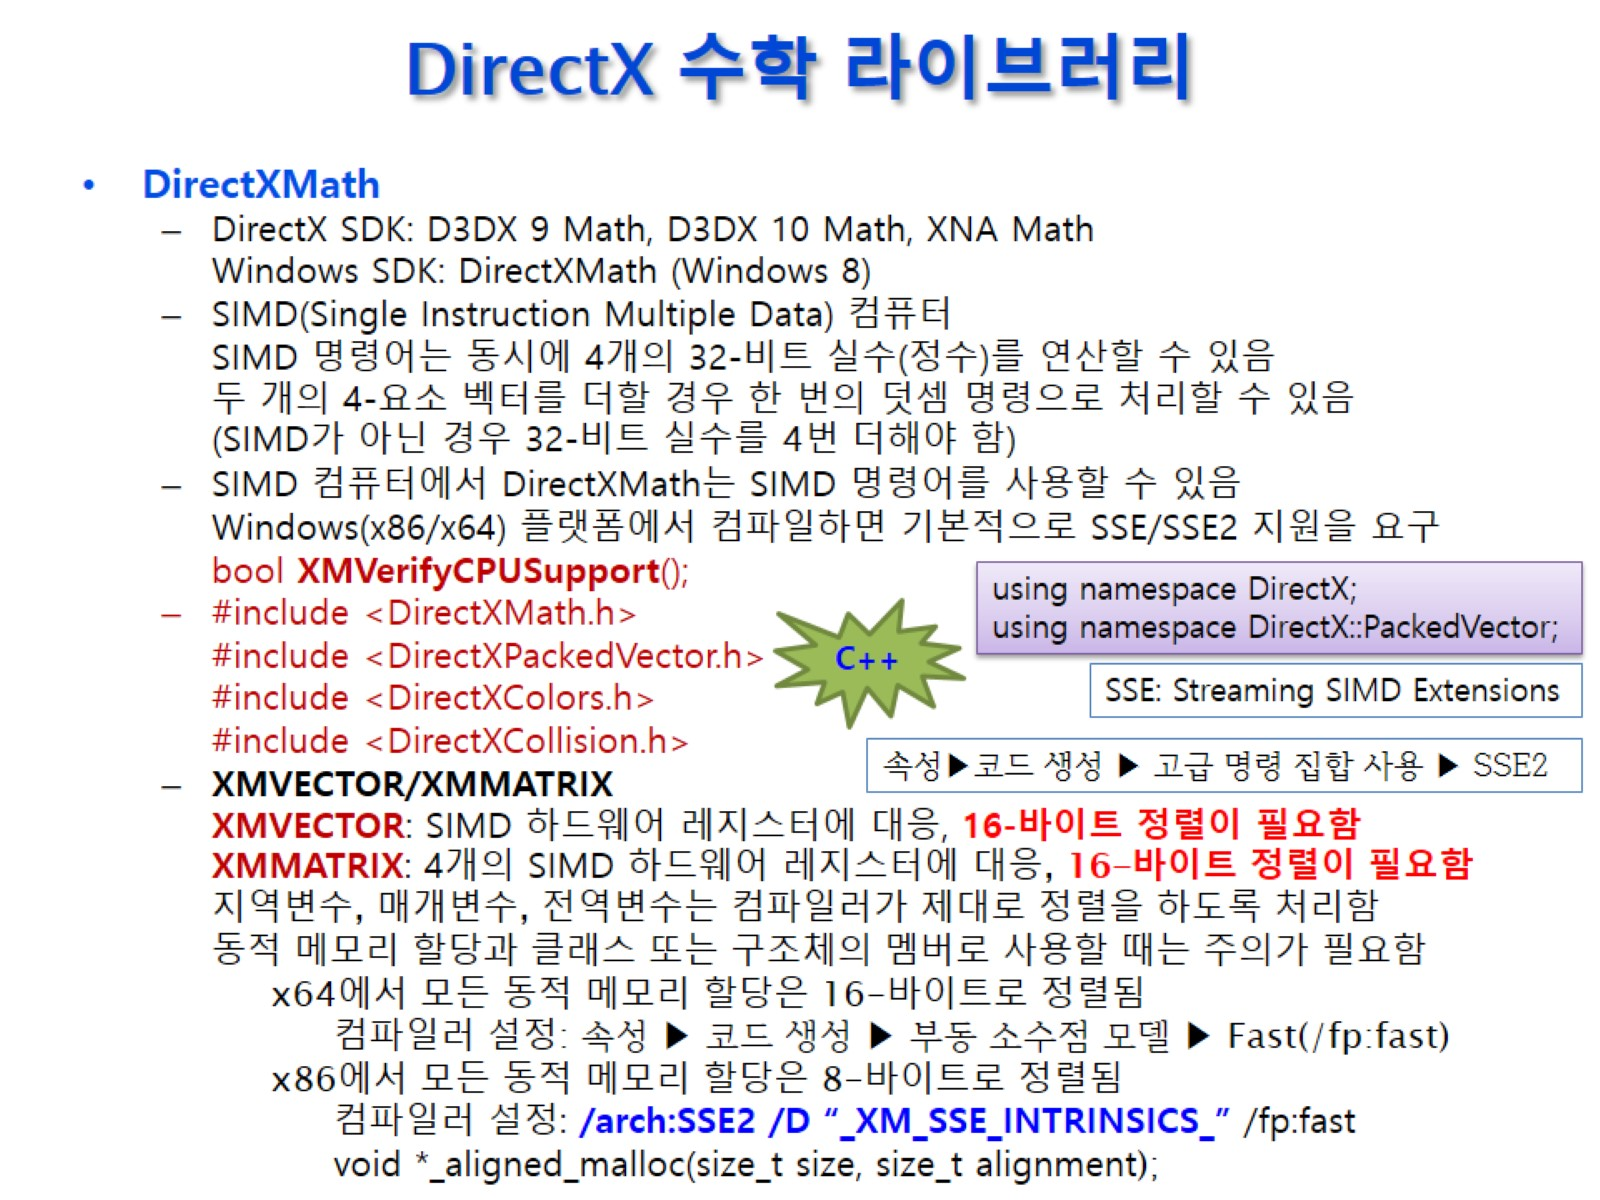 DirectX 수학 라이브러리
• DirectXMath
– DirectX SDK: D3DX 9 Math, D3DX 10 Math, XNA Math
Windows SDK: DirectXMath (Windows 8)
– SIMD(Single Instruction Multiple Data) 컴퓨터
SIMD 명령어는 동시에 4개의 32-비트 실수(정수)를 연산할 수 있음
두 개의 4-요소 벡터를 더할 경우 한 번의 덧셈 명령으로 처리할 수 있음
(SIMD가 아닌 경우 32-비트 실수를 4번 더해야 함)
– SIMD 컴퓨터에서 DirectXMath는 SIMD 명령어를 사용할 수 있음
Windows(x86/x64) 플랫폼에서 컴파일하면 기본적으로 SSE/SSE2 지원을 요구
bool XMVerifyCPUSupport();
– #include <DirectXMath.h>
#include <DirectXPackedVector.h>
#include <DirectXColors.h>
#include <DirectXCollision.h>
C++
using namespace DirectX;
using namespace DirectX::PackedVector;
SSE: Streaming SIMD Extensions
속성▶코드 생성 ▶ 고급 명령 집합 사용 ▶ SSE2
– XMVECTOR/XMMATRIX
XMVECTOR: SIMD 하드웨어 레지스터에 대응, 16-바이트 정렬이 필요함
XMMATRIX: 4개의 SIMD 하드웨어 레지스터에 대응, 16-바이트 정렬이 필요함
지역변수, 매개변수, 전역변수는 컴파일러가 제대로 정렬을 하도록 처리함
동적 메모리 할당과 클래스 또는 구조체의 멤버로 사용할 때는 주의가 필요함
x64에서 모든 동적 메모리 할당은 16-바이트로 정렬됨
컴파일러 설정: 속성 ▶ 코드 생성 ▶ 부동 소수점 모델 ▶ Fast(/fp:fast)
x86에서 모든 동적 메모리 할당은 8-바이트로 정렬됨
컴파일러 설정: /arch:SSE2 /D “_XM_SSE_INTRINSICS_” /fp:fast
void *_aligned_malloc(size_t size, size_t alignment);